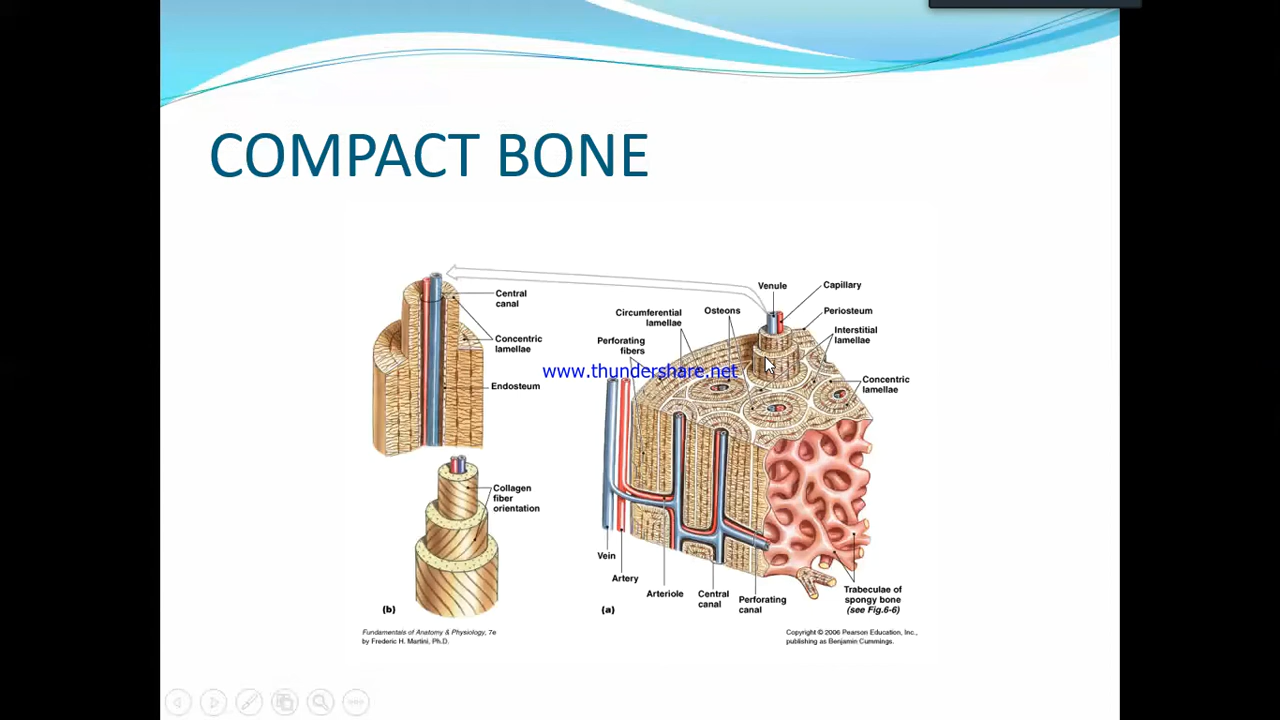 COMPACT BONE
Central
canal
Concentric
lamellae
Endosteum
Collagen
fiber
orientation
(b)
Venule
Capillary
Circumferential
lamellae
Osteons
Periosteum
Perforating
fibers
Interstitial
lamellae
www.thundershare.net
Concentric
lamellae
Vein
Artery
Arteriole
Central
canal
Perforating
canal
Trabeculae of
spongy bone
(see Fig.6-6)
(a)
Fundamentals of Anatomy & Physiology, 7e
by Frederic H. Martini, Ph.D.
Copyright © 2006 Pearson Education, Inc.,
publishing as Benjamin Cummings.